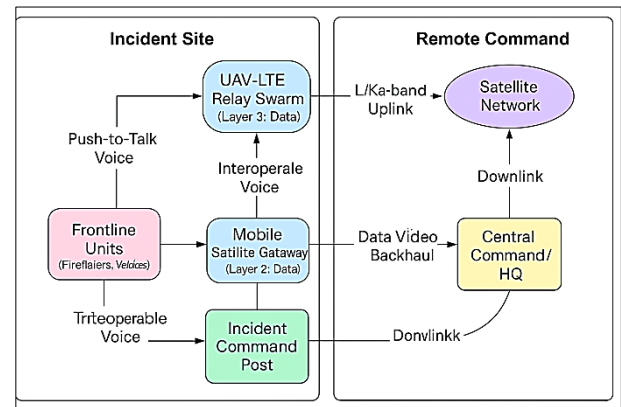 Incident Site
Remote Command
UAV-LTE
Relay Swarm
(Layer 3: Data)
L/Ka-band
Uplink
Satellite
Network
Push-to-Talk
Voice
Interoperale
Voice
Downlink
Frontline
Units
(Fireflaiers, Veldices)
Mobile
Satilite Gataway
(Layer 2: Data)
Data Video
Backhaul
Central
Command/
HQ
Trrteoperable
Voice
Incident
Command
Post
Donvlinkk